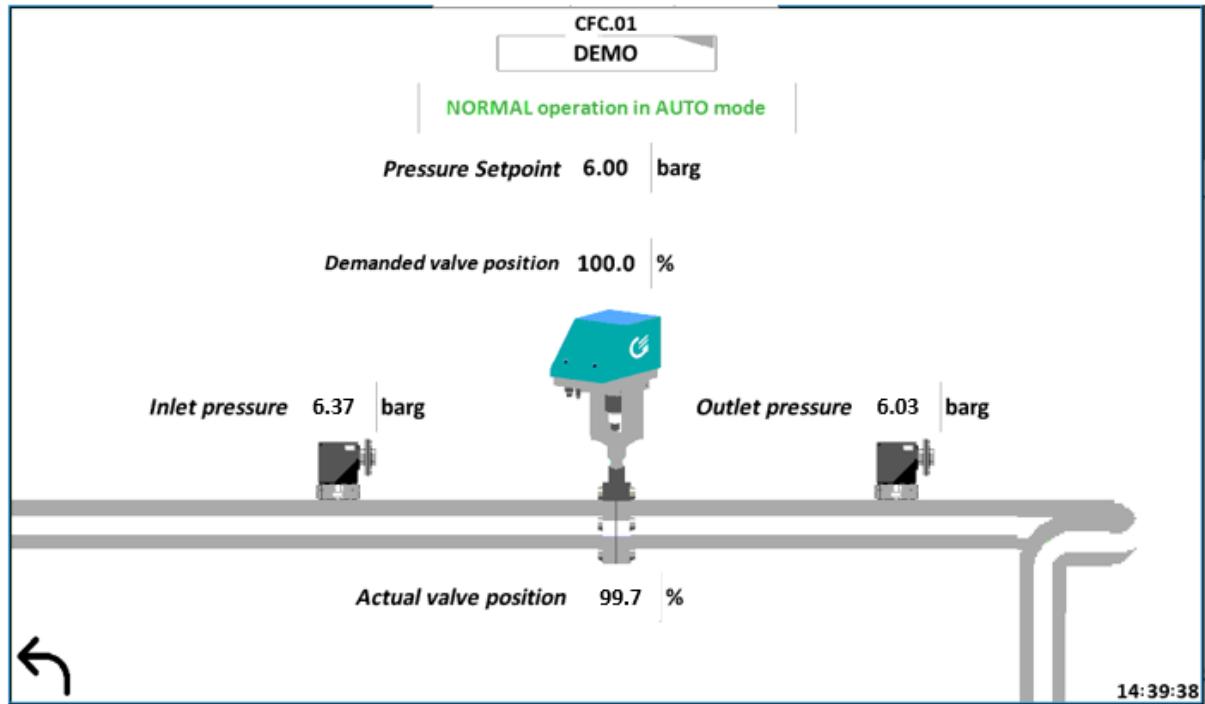 CFC.01
DEMO
NORMAL operation in AUTO mode
Pressure Setpoint 6.00 barg
Demanded valve position 100.0 %
Inlet pressure 6.37 barg
Outlet pressure 6.03 barg
Actual valve position 99.7 %
14:39:38